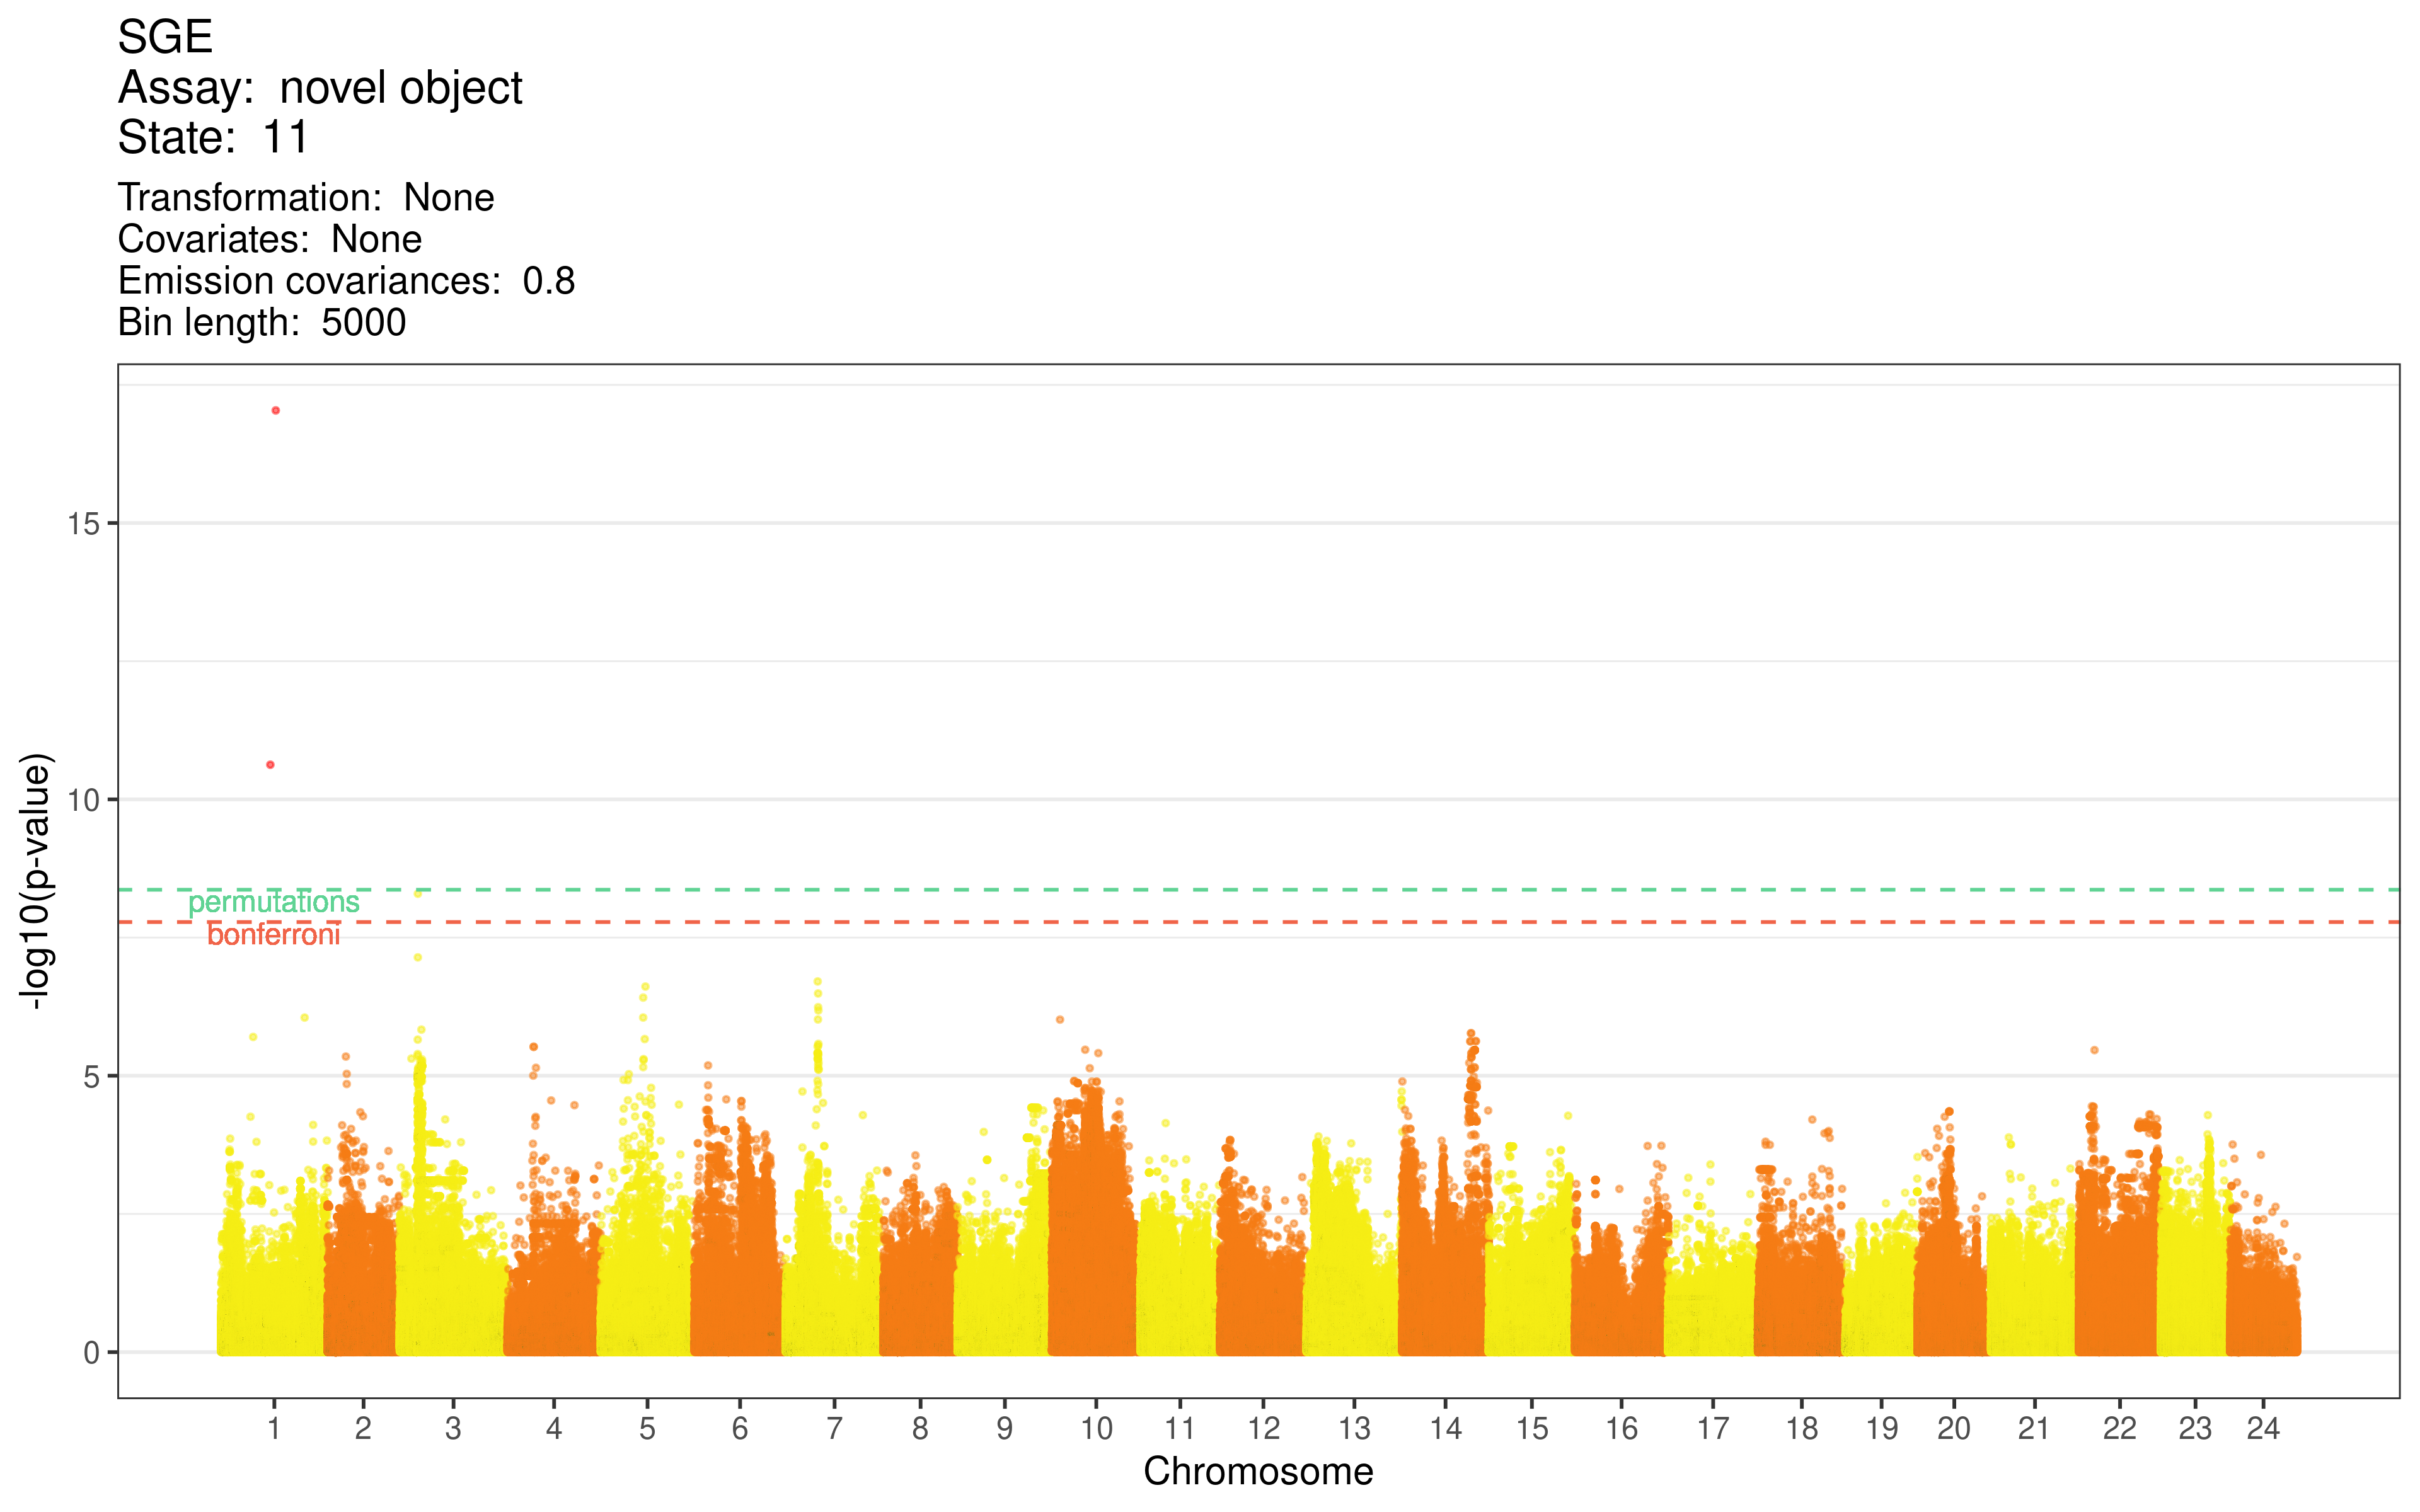 SGE
Assay: novel object
State: 11
Transformation: None
Covariates: None
Emission covariances: 0.8
Bin length: 5000
-log10(p-value)
15
10
5
0
permutations
bonferroni
1 2 3 4 5 6 7 8 9 10 11 12 13 14 15 16 17 18 19 20 21 22 23 24
Chromosome